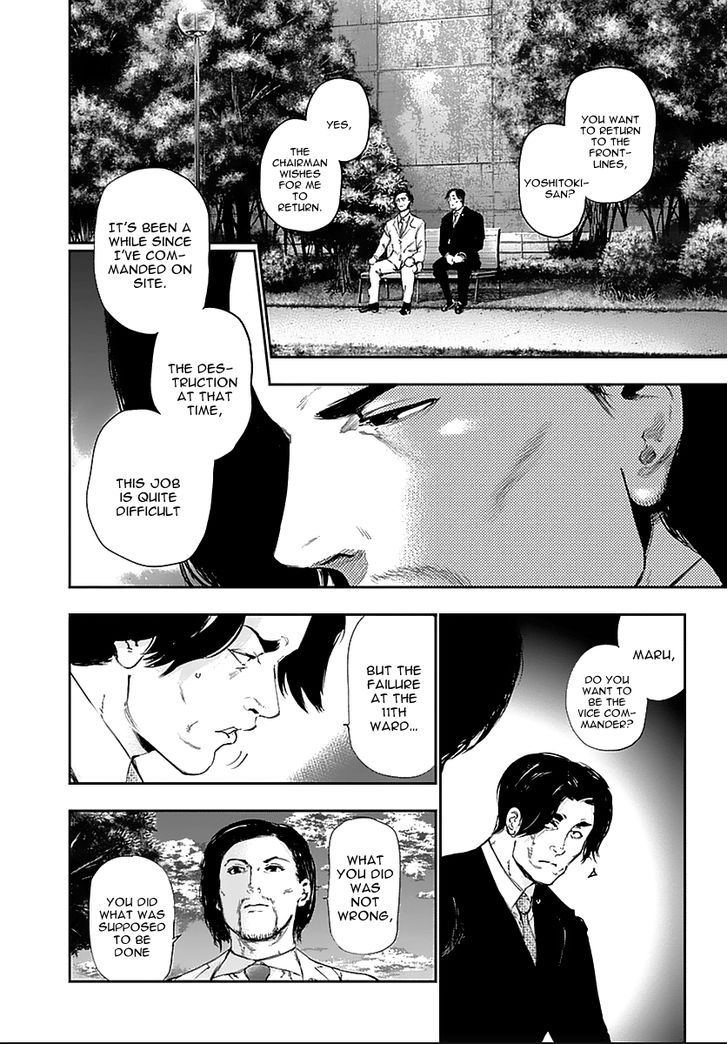 YOU WANT
TO RETURN
TO THE
FRONT-
LINES,
YOSHITOKI-
SAN?
YES,
THE
CHAIRMAN
WISHES
FOR ME
TO
RETURN.
IT'S BEEN A
WHILE SINCE
I'VE COM-
MANDED ON
SITE.
THE DES-
TRUCTION
AT THAT
TIME,
THIS JOB
IS QUITE
DIFFICULT
MARU,
DO YOU
WANT TO
BE THE
VICE COM-
MANDER?
BUT THE
FAILURE
AT THE
11TH
WARD...
WHAT
YOU DID
WAS
NOT
WRONG,
YOU DID
WHAT WAS
SUPPOSED
TO BE
DONE